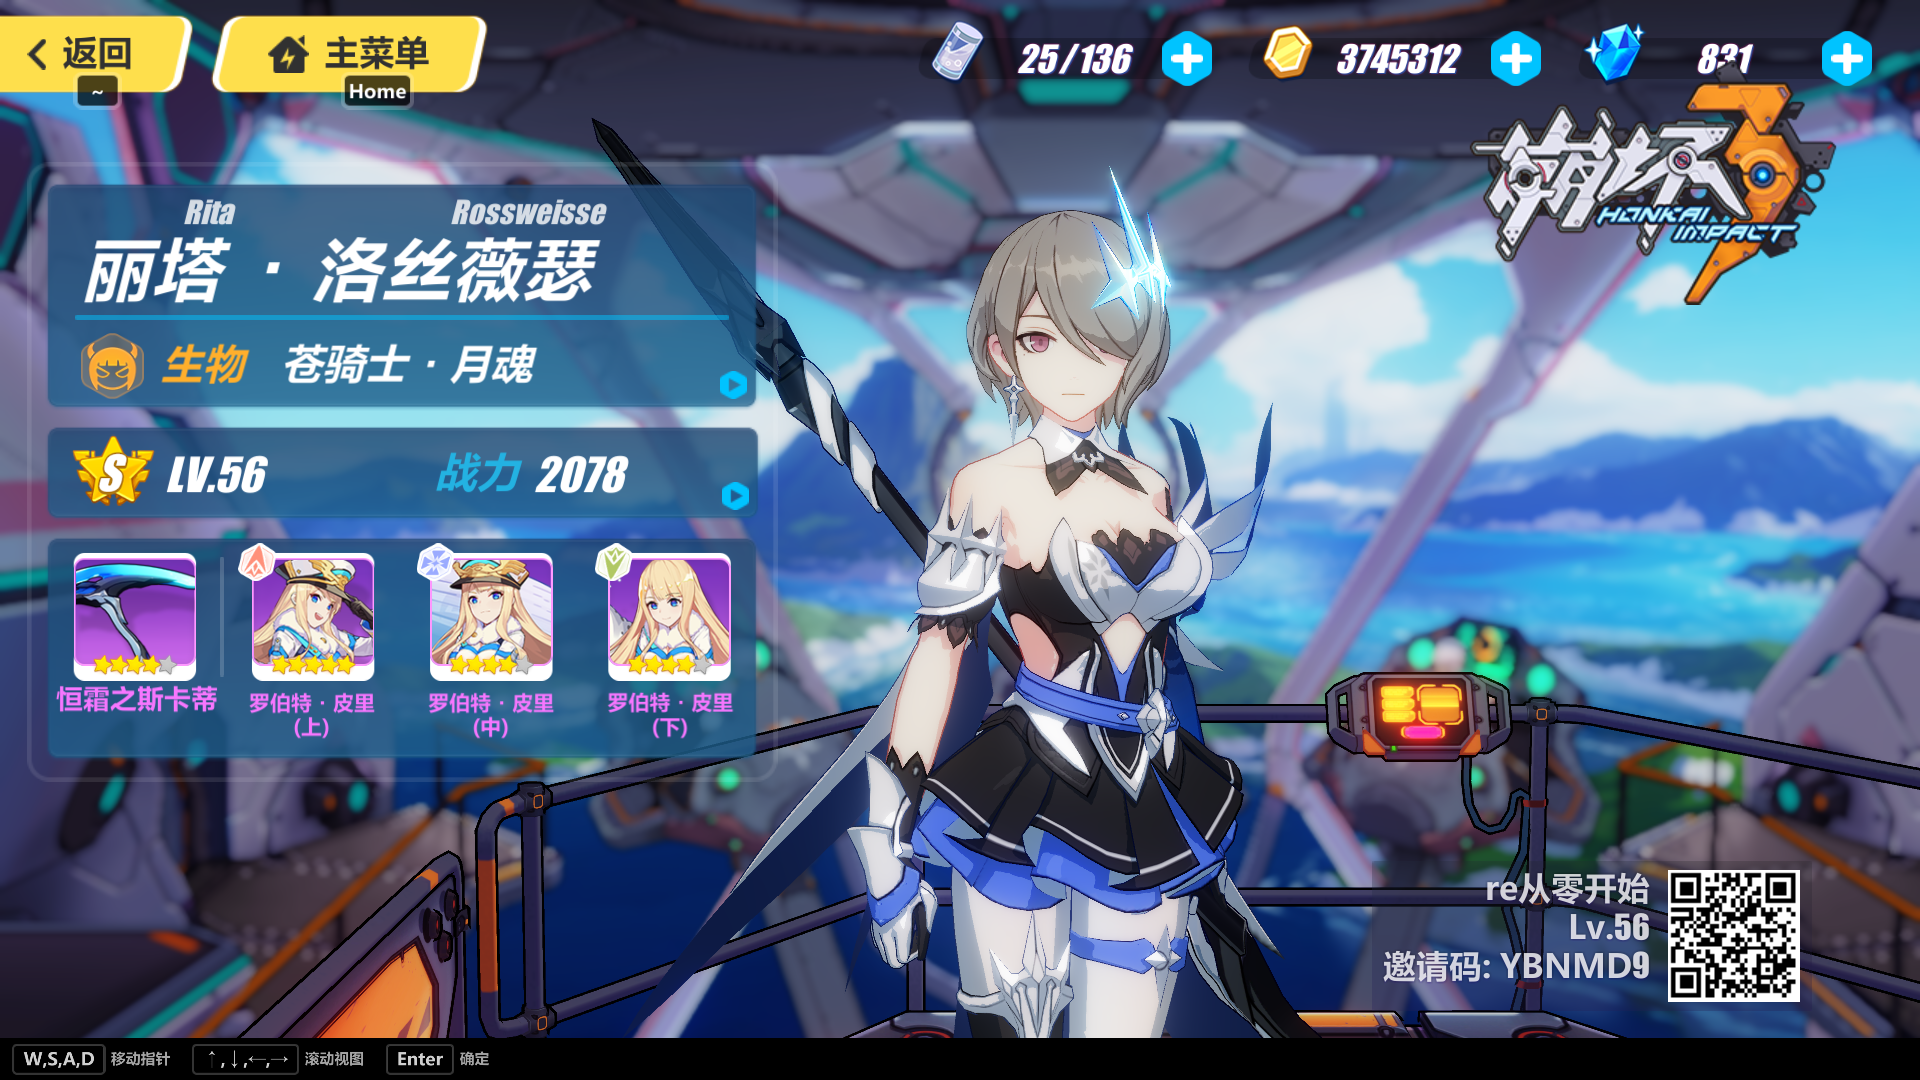 返回
~
主菜单
Home
25/136
3745312
831
崩坏3
HONKAI
IMPACT
Rita
Rossweisse
丽塔·洛丝薇瑟
生物 苍骑士·月魂
S LV.56 战力 2078
恒霜之斯卡蒂
罗伯特·皮里
(上)
罗伯特·皮里
(中)
罗伯特·皮里
(下)
re从零开始
Lv.56
邀请码: YBNMD9
W,S,A,D 移动指针 ↑,↓,←,→ 滚动视图 Enter 确定